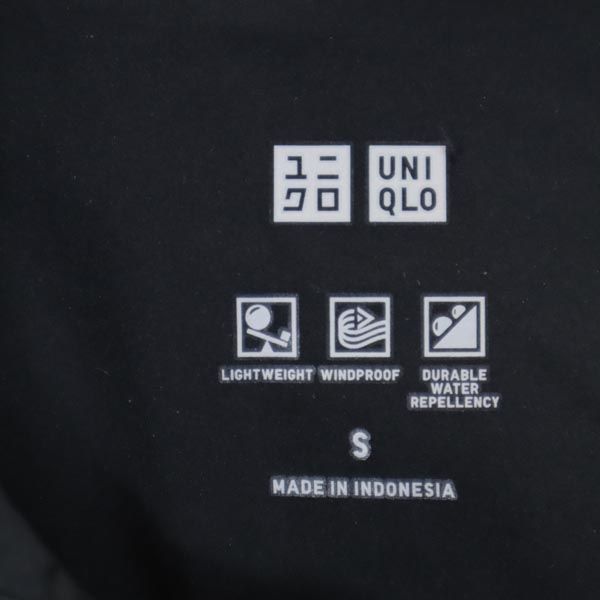 ユニ UNI
クロ QLO
LIGHTWEIGHT WINDPROOF DURABLE
WATER
REPELLENCY
S
MADE IN INDONESIA